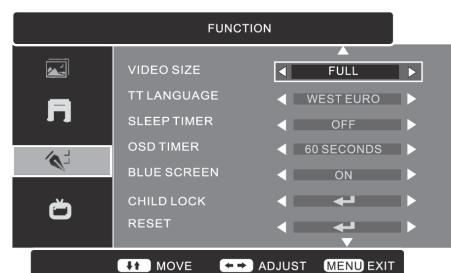 FUNCTION
VIDEO SIZE FULL
TT LANGUAGE WEST EURO
SLEEP TIMER OFF
OSD TIMER 60 SECONDS
BLUE SCREEN ON
CHILD LOCK
RESET
MOVE ADJUST MENU EXIT